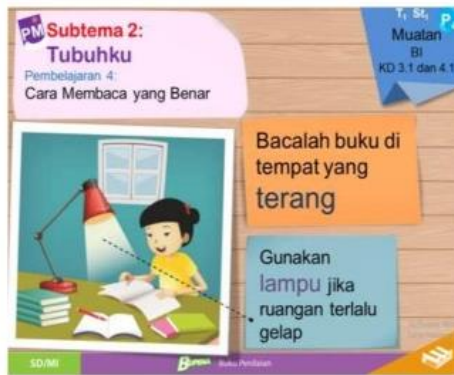 PM
Subtema 2:
Tubuhku
Pembelajaran 4:
Cara Membaca yang Benar
Muatan
BI
KD 3.1 dan 4.1
Bacalah buku di
tempat yang
terang
Gunakan
lampu jika
ruangan terlalu
gelap
SD/MI
BUPENA Buku Penilaian